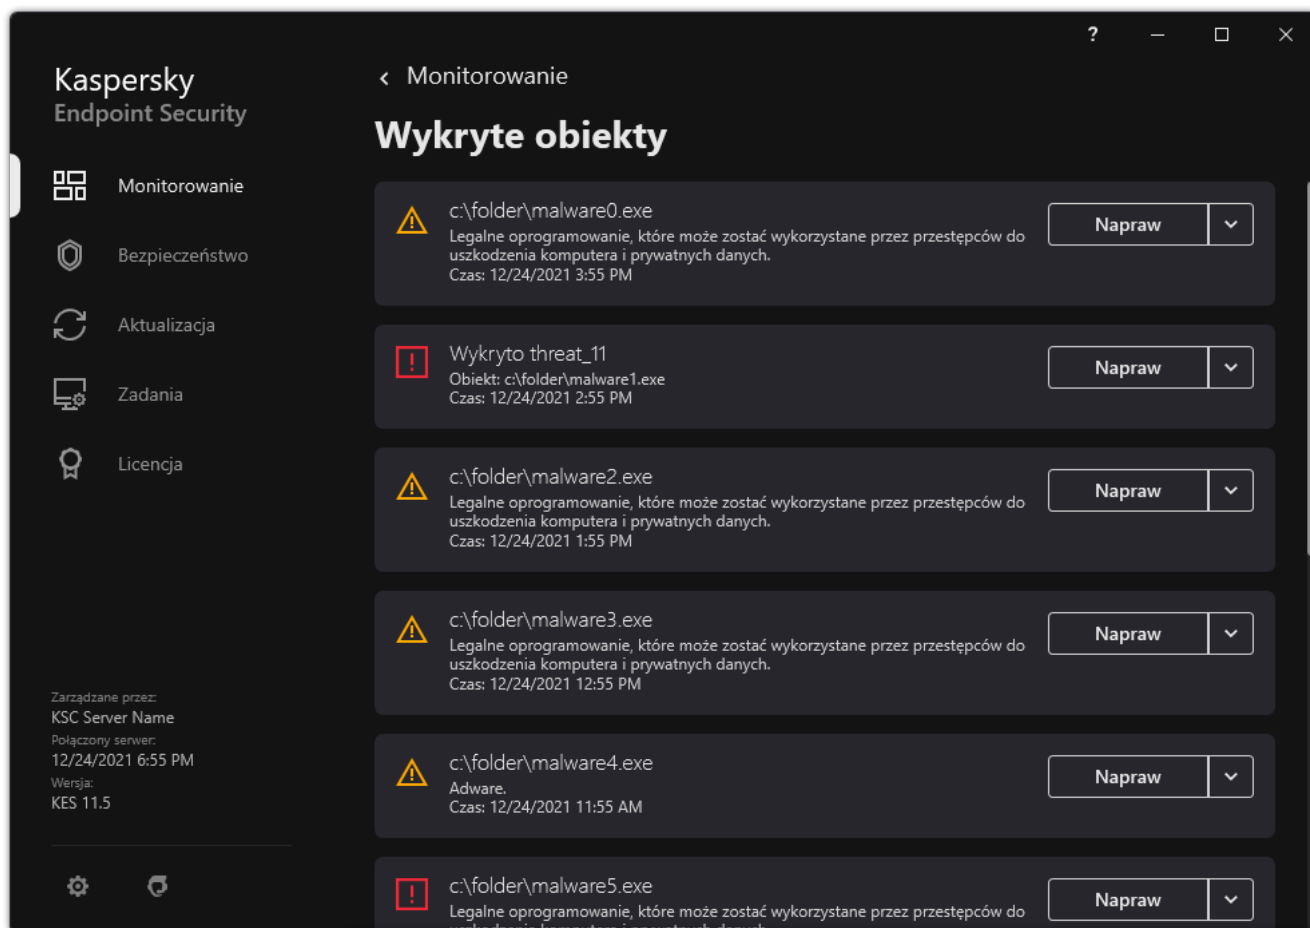 ?
Kaspersky
Endpoint Security
Monitorowanie
Bezpieczeństwo
Aktualizacja
Zadania
Licencja
Zarządzane przez:
KSC Server Name
Połączony serwer:
12/24/2021 6:55 PM
Wersja:
KES 11.5
Monitorowanie
Wykryte obiekty
c:\folder\malware0.exe
Legalne oprogramowanie, które może zostać wykorzystane przez przestępców do
uszkodzenia komputera i prywatnych danych.
Czas: 12/24/2021 3:55 PM
Napraw
Wykryto threat_11
Obiekt: c:\folder\malware1.exe
Czas: 12/24/2021 2:55 PM
Napraw
c:\folder\malware2.exe
Legalne oprogramowanie, które może zostać wykorzystane przez przestępców do
uszkodzenia komputera i prywatnych danych.
Czas: 12/24/2021 1:55 PM
Napraw
c:\folder\malware3.exe
Legalne oprogramowanie, które może zostać wykorzystane przez przestępców do
uszkodzenia komputera i prywatnych danych.
Czas: 12/24/2021 12:55 PM
Napraw
c:\folder\malware4.exe
Adware.
Czas: 12/24/2021 11:55 AM
Napraw
c:\folder\malware5.exe
Legalne oprogramowanie, które może zostać wykorzystane przez przestępców do
Napraw